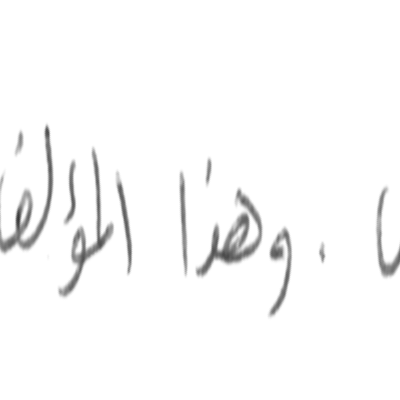 . وهذا المؤلف